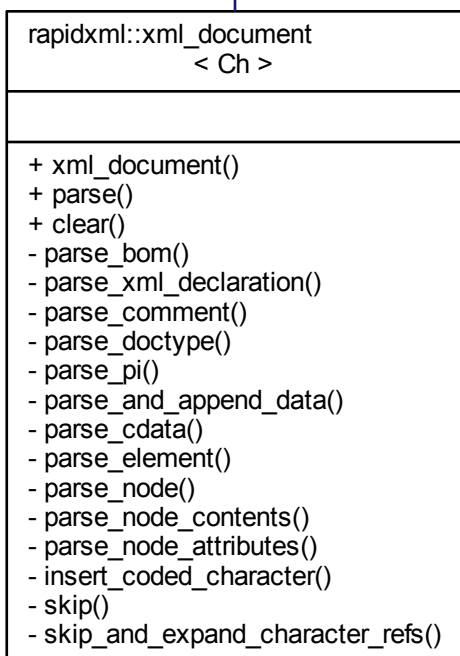 rapidxml::xml_document
< Ch >
+ xml_document()
+ parse()
+ clear()
- parse_bom()
- parse_xml_declaration()
- parse_comment()
- parse_doctype()
- parse_pi()
- parse_and_append_data()
- parse_cdata()
- parse_element()
- parse_node()
- parse_node_contents()
- parse_node_attributes()
- insert_coded_character()
- skip()
- skip_and_expand_character_refs()